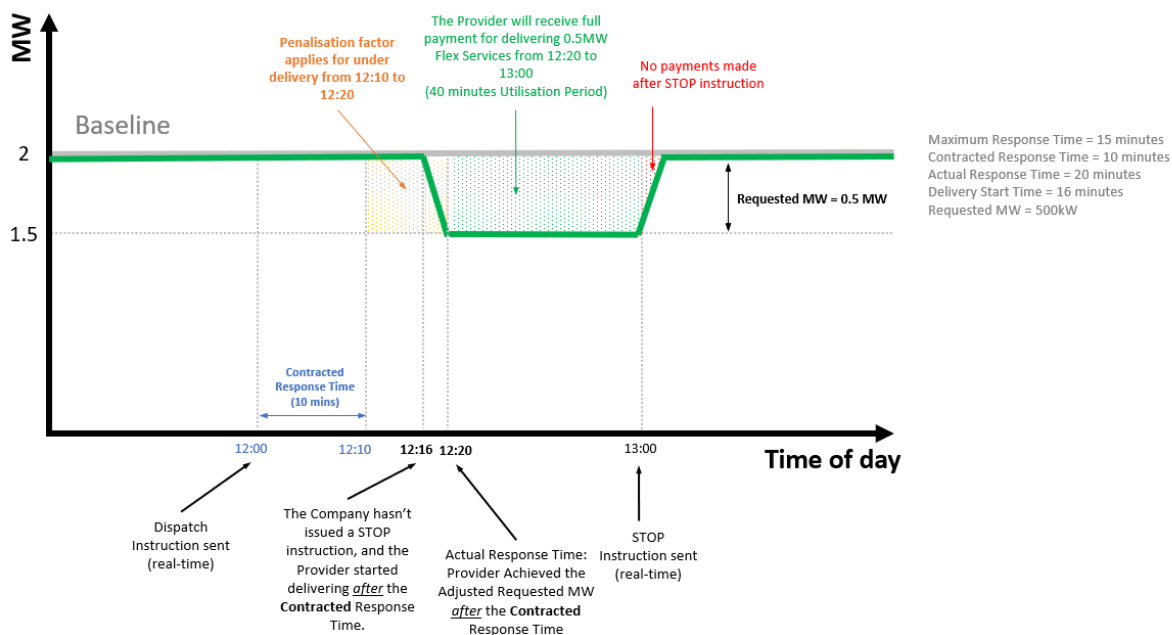 MW
The Provider will receive full
payment for delivering 0.5MW
Flex Services from 12:20 to
13:00
(40 minutes Utilisation Period)
Penalisation factor
applies for under
delivery from 12:10 to
12:20
No payments made
after STOP instruction
Baseline
2
1.5
Requested MW = 0.5 MW
Maximum Response Time = 15 minutes
Contracted Response Time = 10 minutes
Actual Response Time = 20 minutes
Delivery Start Time = 16 minutes
Requested MW = 500kW
Contracted
Response Time
(10 mins)
12:00
12:10
12:16
12:20
13:00
Time of day
Dispatch
Instruction sent
(real-time)
The Company hasn't
issued a STOP
instruction, and the
Provider started
delivering after the
Contracted Response
Time.
Actual Response Time:
Provider Achieved the
Adjusted Requested MW
after the Contracted
Response Time
STOP
Instruction sent
(real-time)